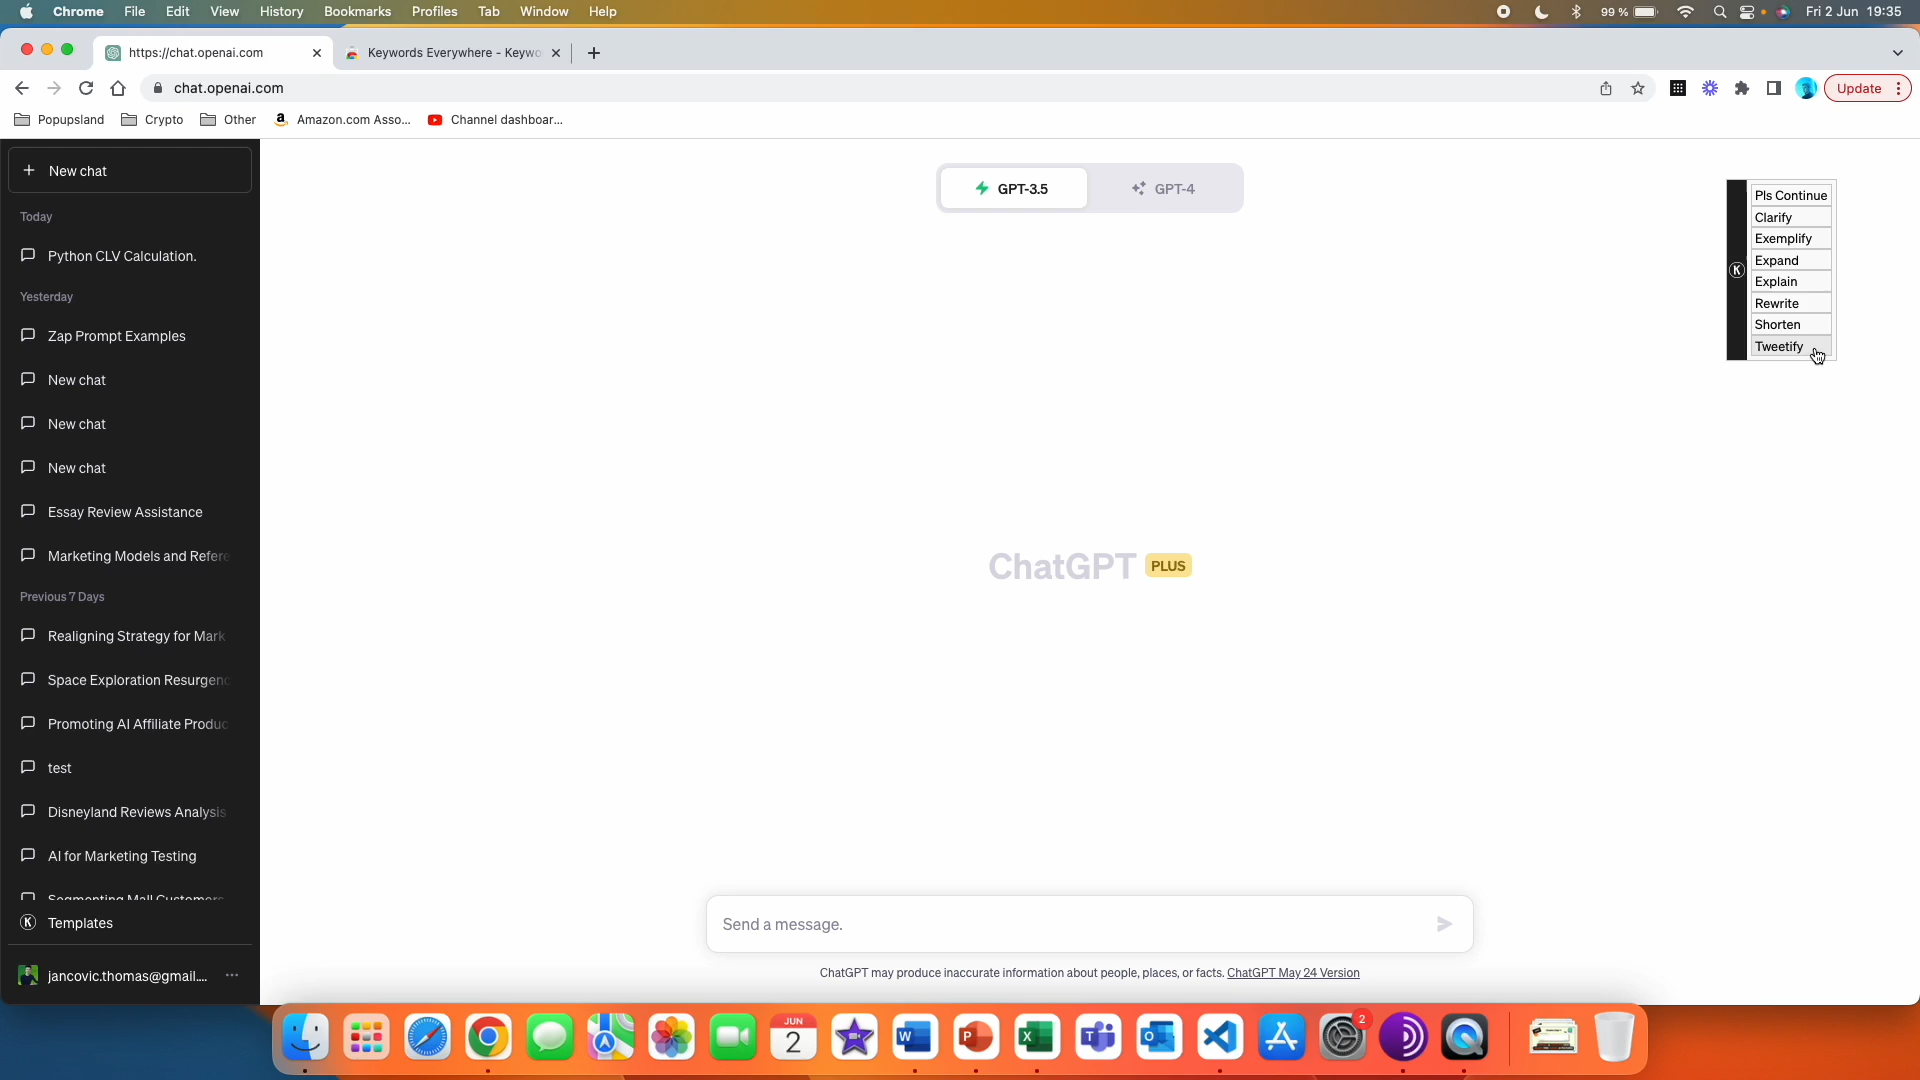 Chrome File Edit View History Bookmarks Profiles Tab Window Help 99 % Fri 2 Jun 19:35
https://chat.openai.com Keywords Everywhere - Keywo
chat.openai.com Update
Popupsland Crypto Other Amazon.com Asso... Channel dashboar...
New chat
Today
Python CLV Calculation.
Yesterday
Zap Prompt Examples
New chat
New chat
New chat
Essay Review Assistance
Marketing Models and Refere
Previous 7 Days
Realigning Strategy for Mark
Space Exploration Resurgenc
Promoting AI Affiliate Produc
test
Disneyland Reviews Analysis
AI for Marketing Testing
Segmenting Mall Customers
K Templates
jancovic.thomas@gmail.... ...
GPT-3.5 GPT-4
K
Pls Continue
Clarify
Exemplify
Expand
Explain
Rewrite
Shorten
Tweetify
ChatGPT PLUS
Send a message.
ChatGPT may produce inaccurate information about people, places, or facts. ChatGPT May 24 Version
JUN
2
W P X T O
2